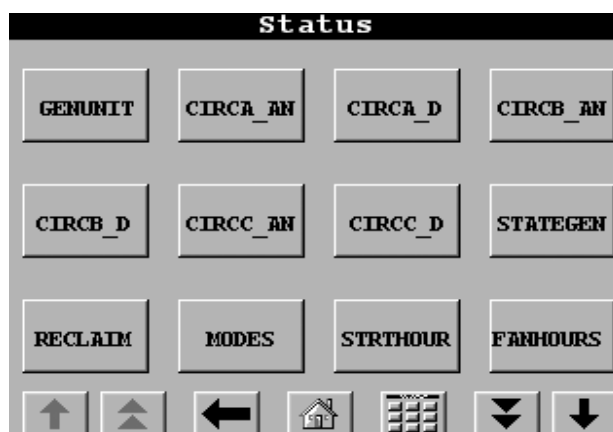 Status
GENUNIT CIRCA_AN CIRCA_D CIRCB_AN
CIRCB_D CIRCC_AN CIRCC_D STATEGEN
RECLAIM MODES STRTHOUR FANHOURS